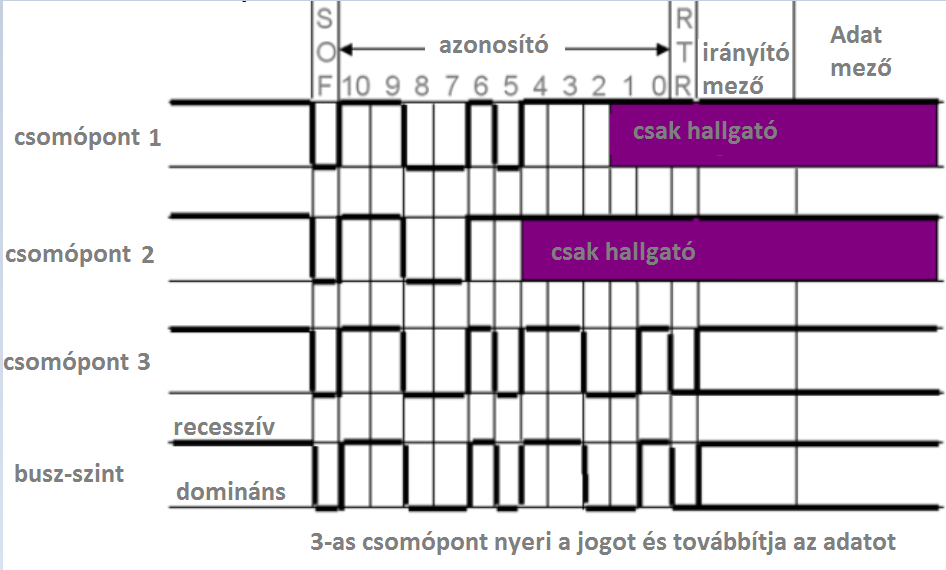 S
O
F
azonosító
10 9 8 7 6 5 4 3 2 1 0
R
T
R
irányító
mező
Adat
mező
csomópont 1
csak hallgató
csomópont 2
csak hallgató
csomópont 3
recesszív
busz-szint
domináns
3-as csomópont nyeri a jogot és továbbítja az adatot